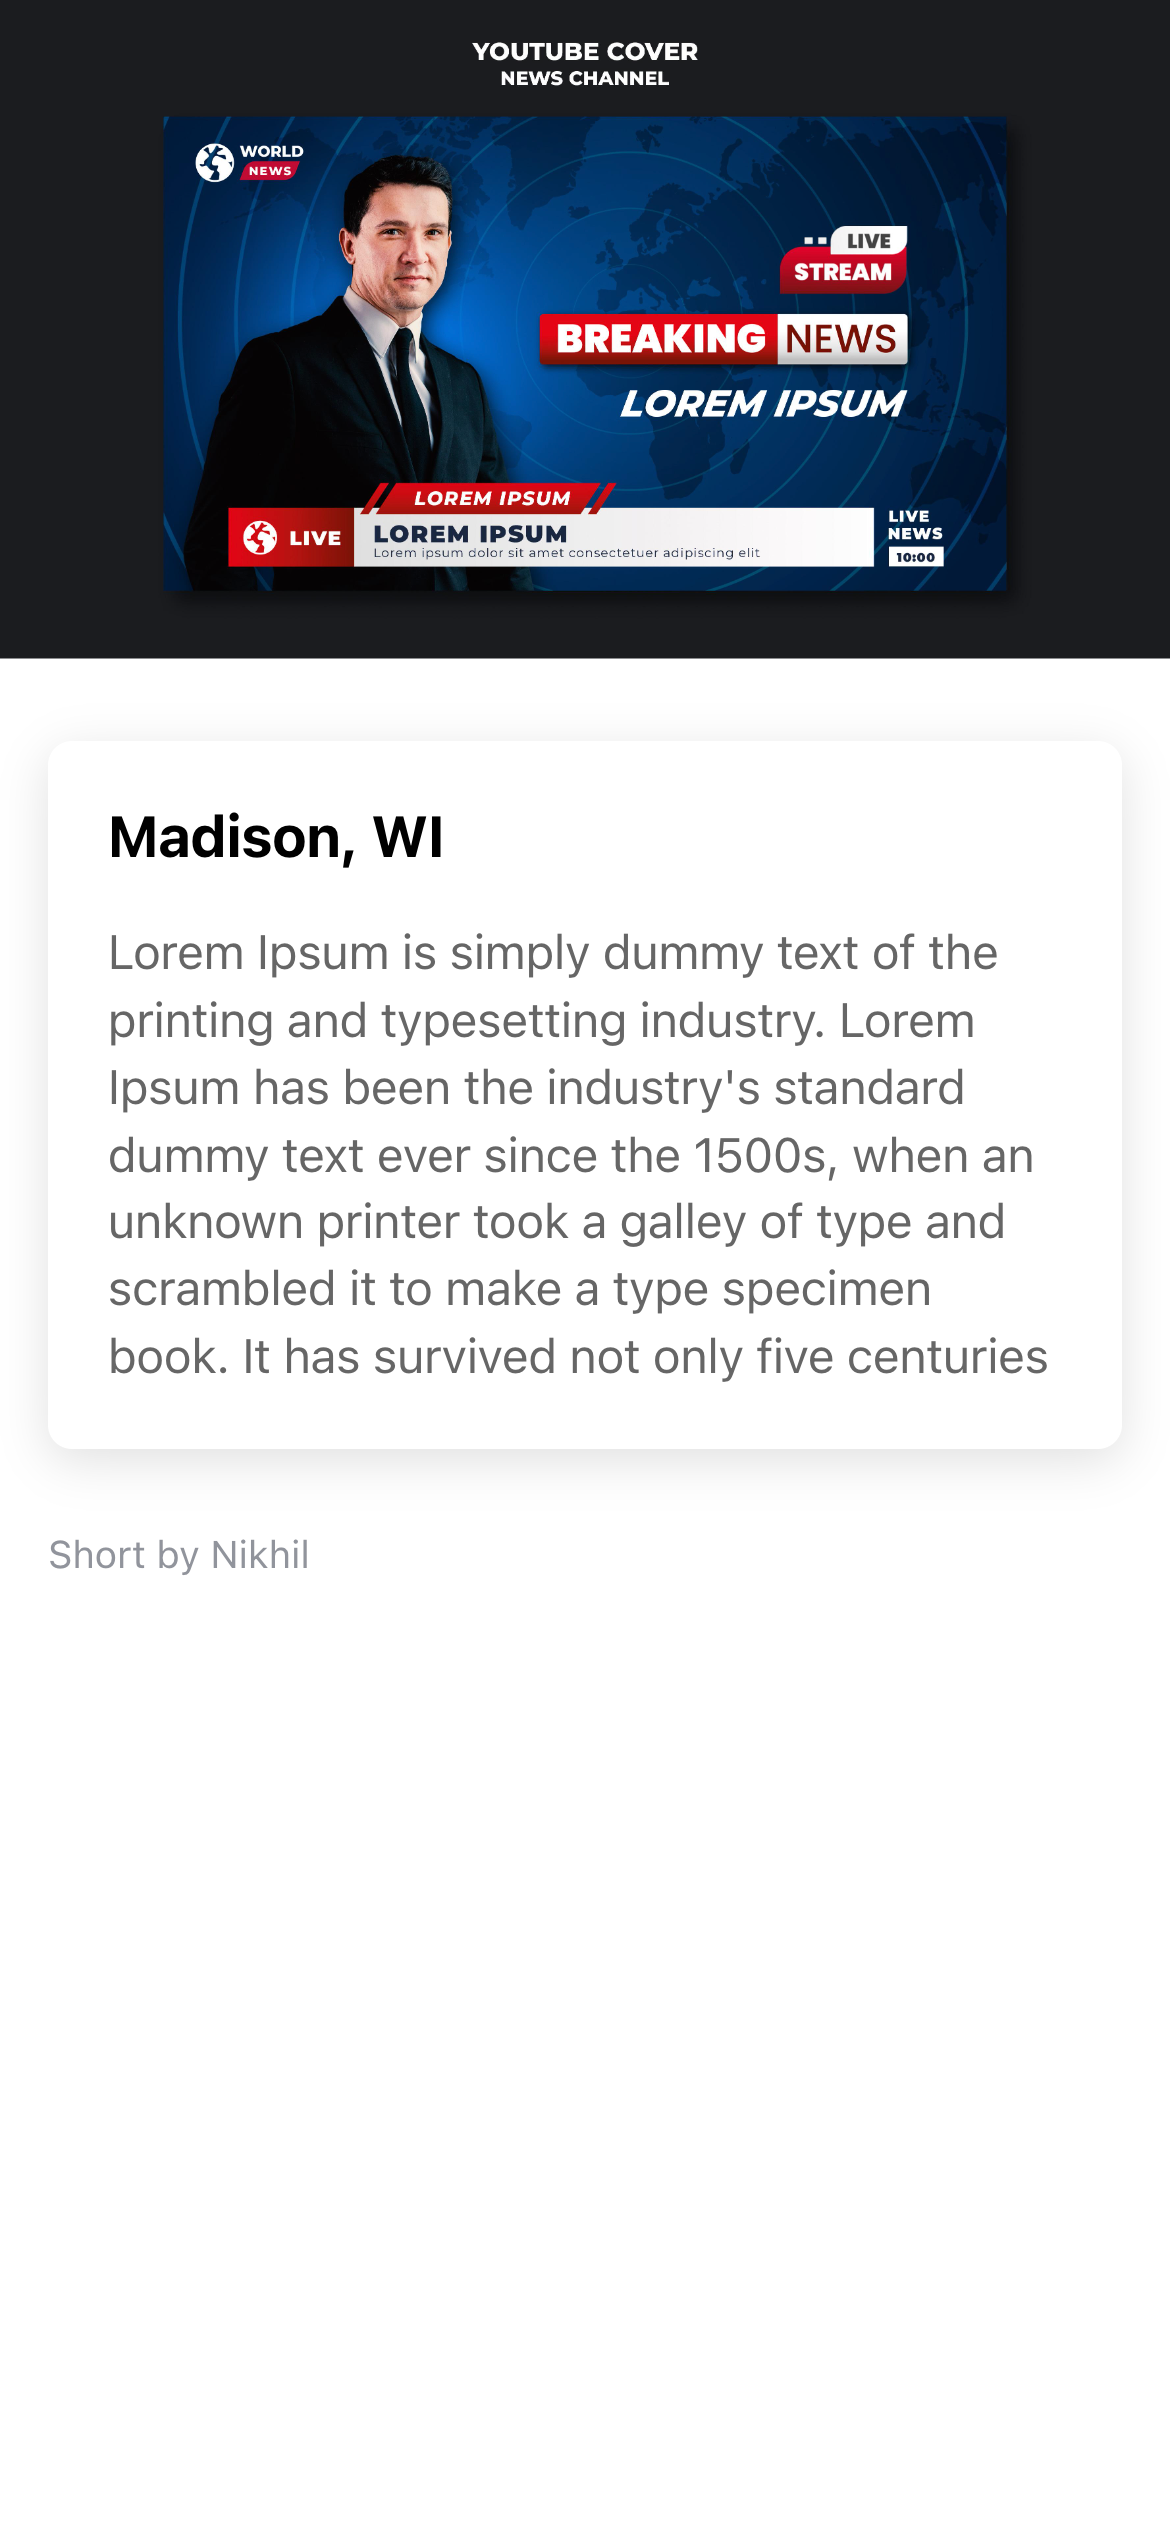 YOUTUBE COVER
NEWS CHANNEL
WORLD
NEWS
LIVE
STREAM
BREAKING NEWS
LOREM IPSUM
LOREM IPSUM
LIVE
LOREM IPSUM
Lorem ipsum dolor sit amet consectetuer adipiscing elit
LIVE
NEWS
10:00
Madison, WI
Lorem Ipsum is simply dummy text of the
printing and typesetting industry. Lorem
Ipsum has been the industry's standard
dummy text ever since the 1500s, when an
unknown printer took a galley of type and
scrambled it to make a type specimen
book. It has survived not only five centuries
Short by Nikhil